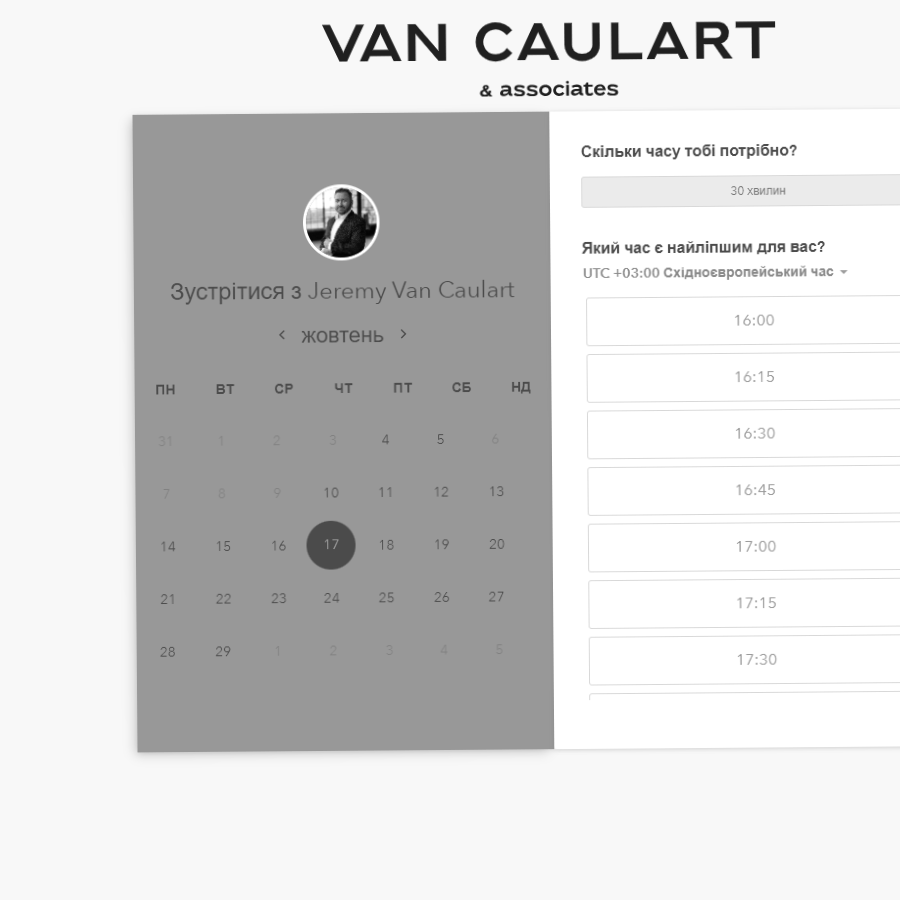 VAN CAULART
& associates
Зустрітися з Jeremy Van Caulart
жовтень
ПН ВТ СР ЧТ ПТ СБ НД
31 1 2 3 4 5 6
7 8 9 10 11 12 13
14 15 16 17 18 19 20
21 22 23 24 25 26 27
28 29 1 2 3 4 5
Скільки часу тобі потрібно?
30 хвилин
Який час є найліпшим для вас?
UTC +03:00 Східноєвропейський час
16:00
16:15
16:30
16:45
17:00
17:15
17:30